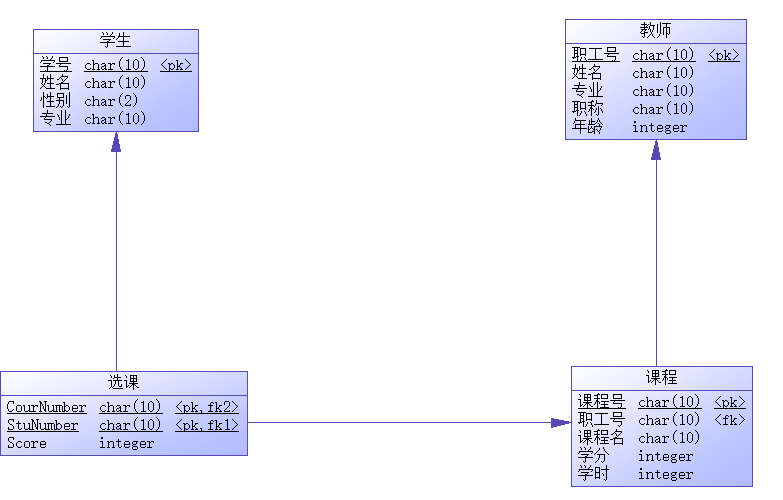 学生
学号 char(10) <pk>
姓名 char(10)
性别 char(2)
专业 char(10)
教师
职工号 char(10) <pk>
姓名 char(10)
专业 char(10)
职称 char(10)
年龄 integer
选课
CourNumber char(10) <pk,fk2>
StuNumber char(10) <pk,fk1>
Score integer
课程
课程号 char(10) <pk>
职工号 char(10) <fk>
课程名 char(10)
学分 integer
学时 integer